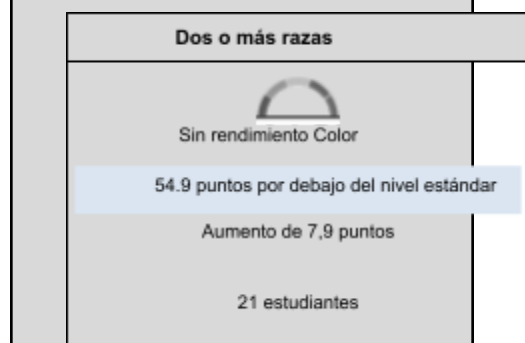 Dos o más razas
Sin rendimiento Color
54.9 puntos por debajo del nivel estándar
Aumento de 7,9 puntos
21 estudiantes